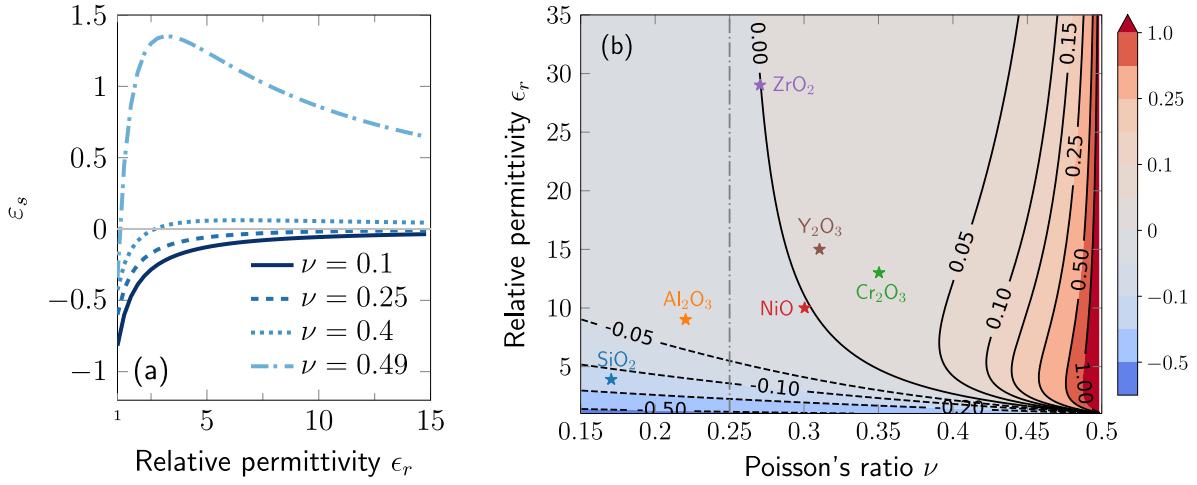 1.5
1
0.5
0
−0.5
−1
ε_s
ν = 0.1
ν = 0.25
ν = 0.4
ν = 0.49
(a)
1
5
10
15
Relative permittivity ϵ_r
(b)
35
30
25
20
15
10
5
Relative permittivity ϵ_r
0.00
0.15
ZrO₂
0.25
Y₂O₃
0.05
Cr₂O₃
0.50
Al₂O₃
NiO
0.10
-0.05
SiO₂
-0.10
1.00
-0.50
-0.20
0.15
0.2
0.25
0.3
0.35
0.4
0.45
0.5
Poisson's ratio ν
1.0
0.25
0.1
0
−0.1
−0.5